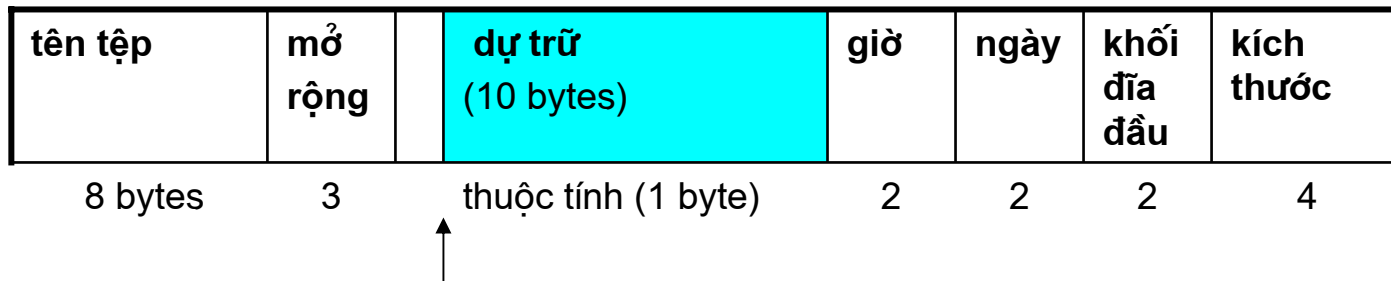 tên tệp
mở
rộng
dự trữ
(10 bytes)
giờ
ngày
khối
đĩa
đầu
kích
thước
8 bytes
3
thuộc tính (1 byte)
2
2
2
4